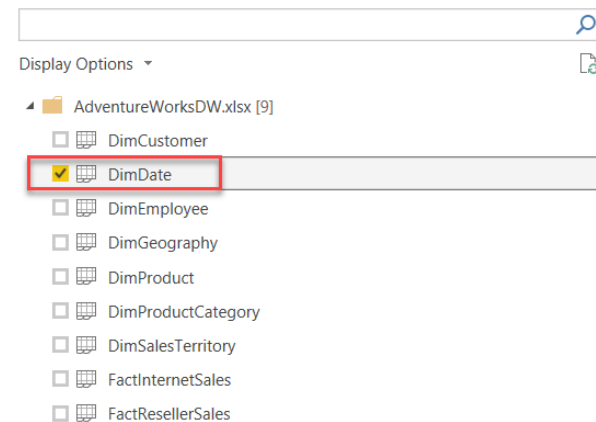 Display Options
AdventureWorksDW.xlsx [9]
DimCustomer
DimDate
DimEmployee
DimGeography
DimProduct
DimProductCategory
DimSalesTerritory
FactInternetSales
FactResellerSales